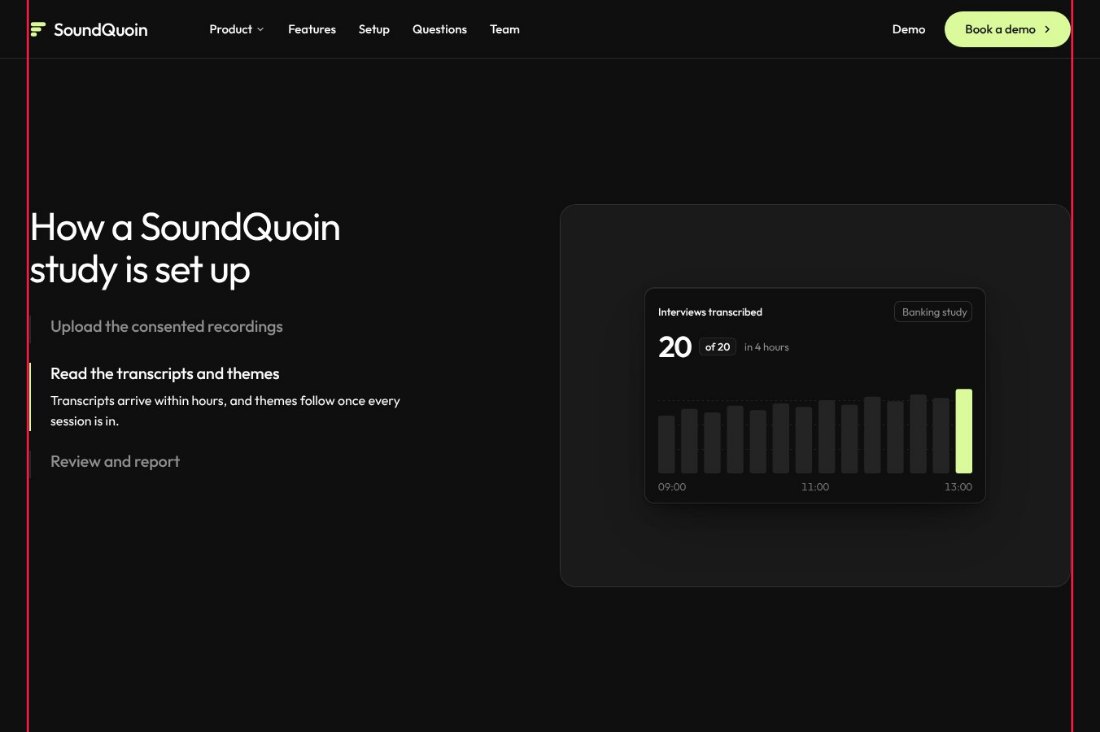 SoundQuoin
Product
Features
Setup
Questions
Team
Demo
Book a demo
How a SoundQuoin
study is set up
Upload the consented recordings
Read the transcripts and themes
Transcripts arrive within hours, and themes follow once every
session is in.
Review and report
Interviews transcribed
Banking study
20 of 20 in 4 hours
09:00 11:00 13:00